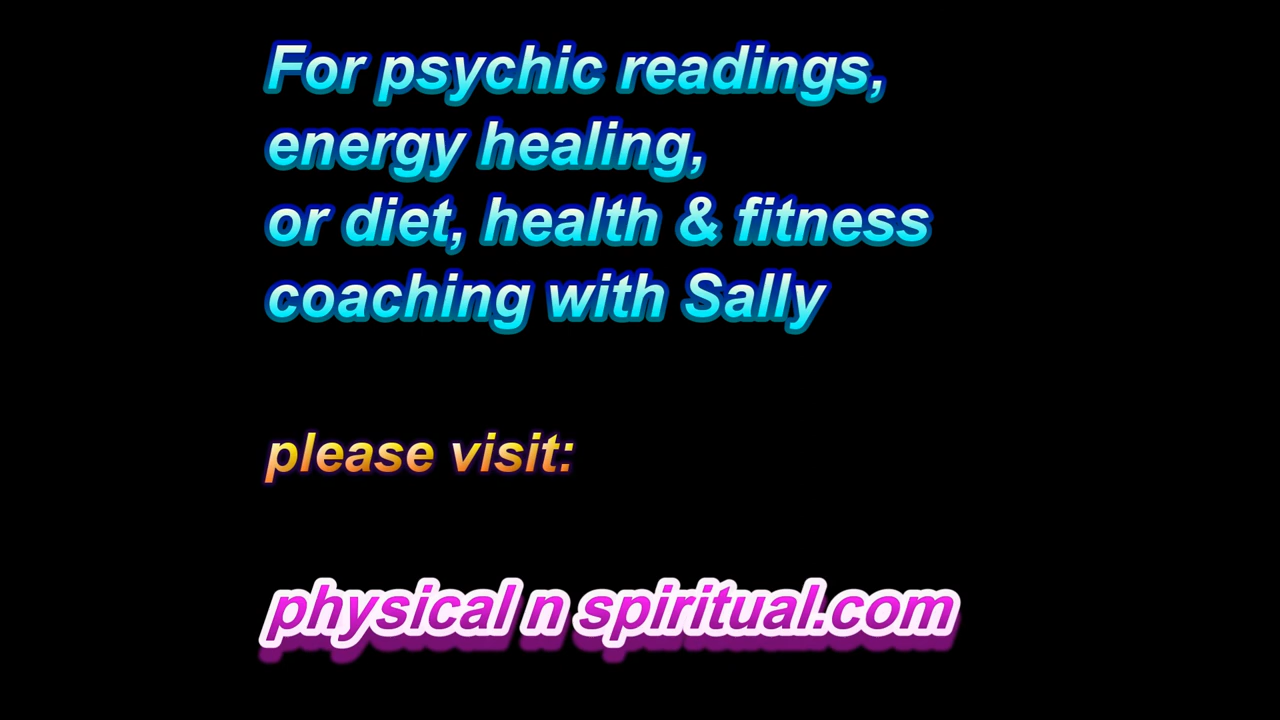 For psychic readings,
energy healing,
or diet, health & fitness
coaching with Sally
please visit:
physical n spiritual.com